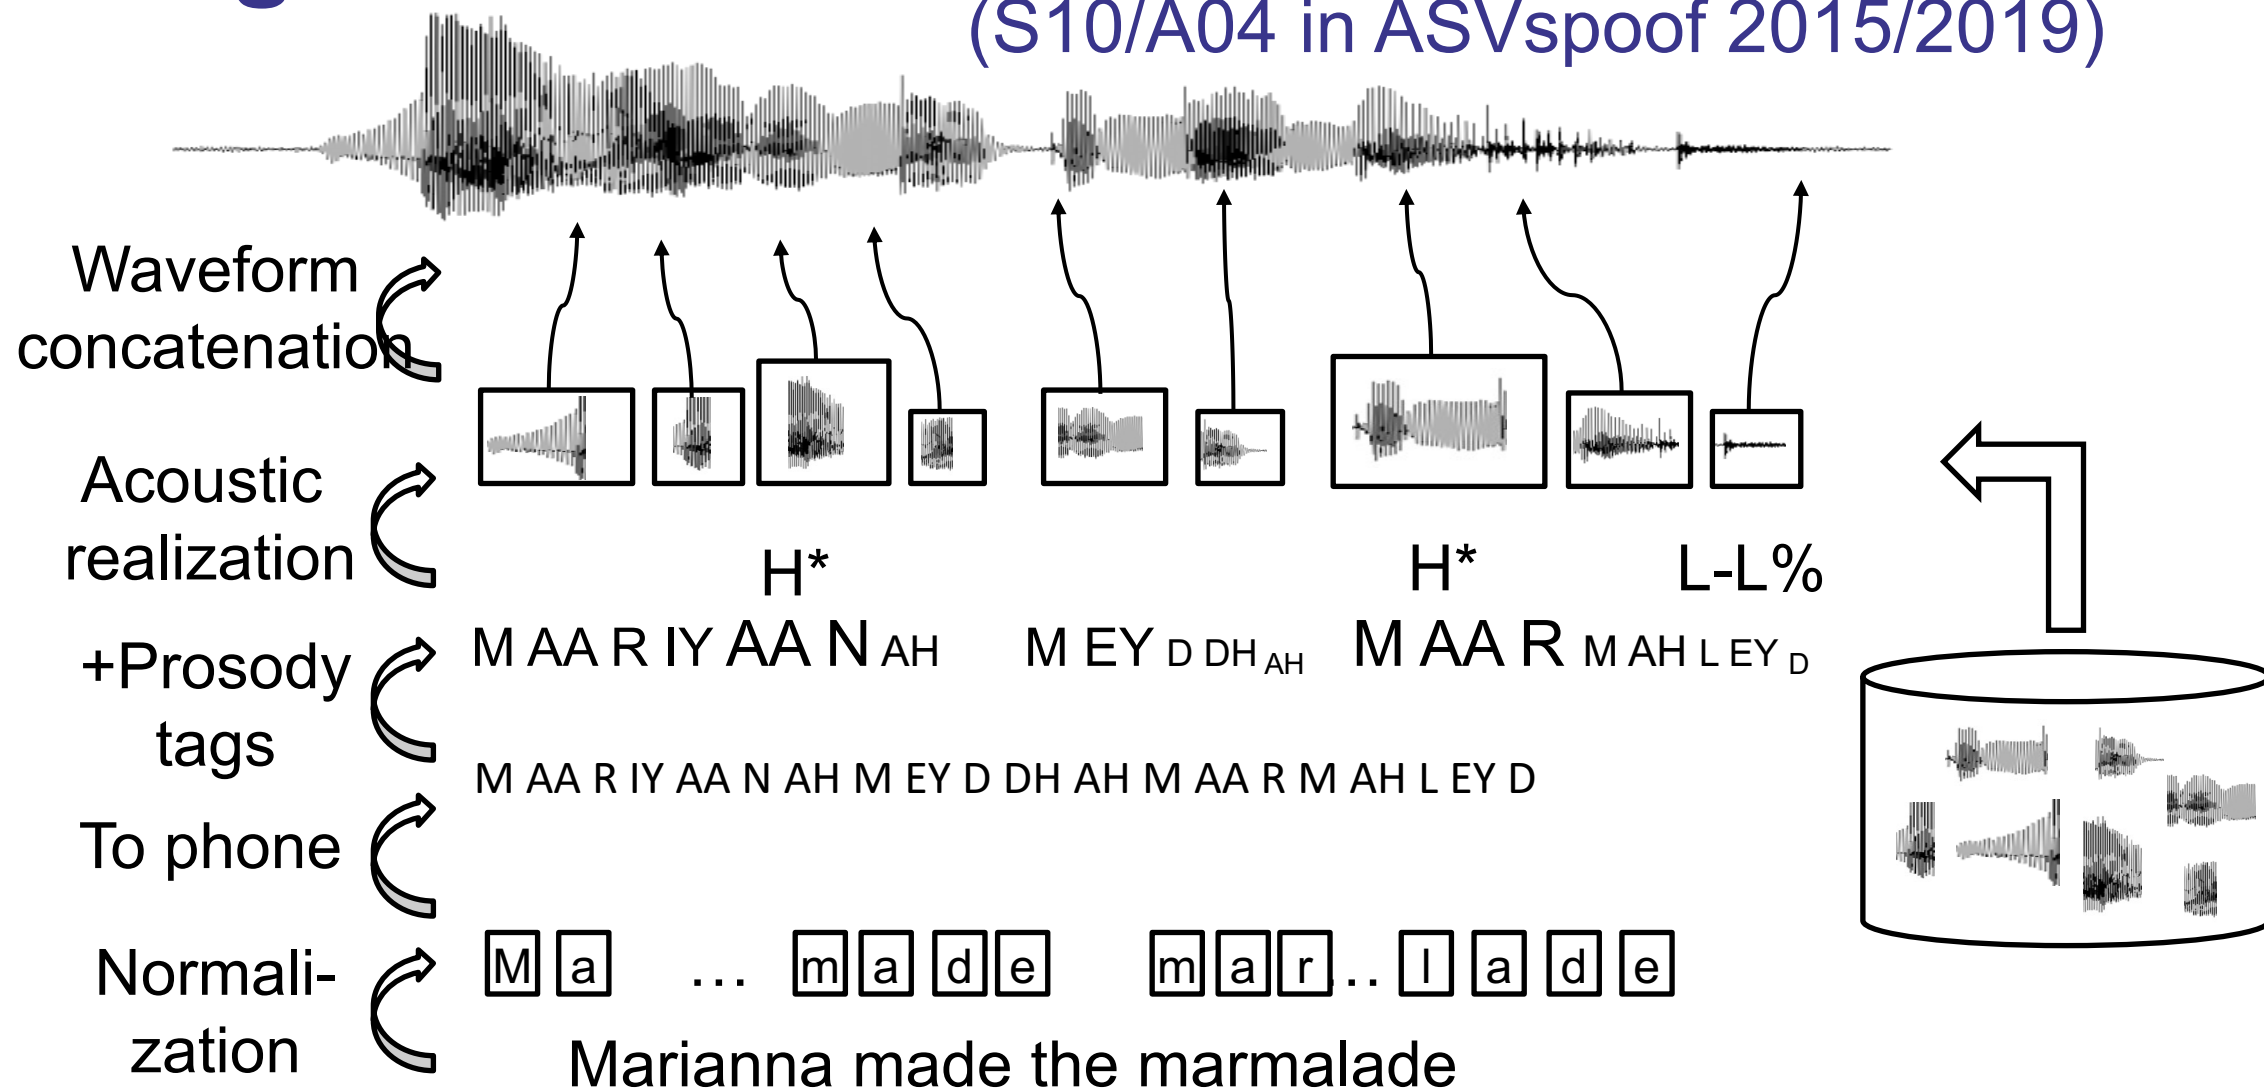 (S10/A04 in ASVspoof 2015/2019)
Waveform
concatenation
Acoustic
realization
H* H* L-L%
+Prosody
tags
M AA R IY AA N AH M EY D DH AH M AA R M AH L EY D
M AA R IY AA N AH M EY D DH AH M AA R M AH L EY D
To phone
Normali-
zation
M a ... m a d e m a r ... l a d e
Marianna made the marmalade